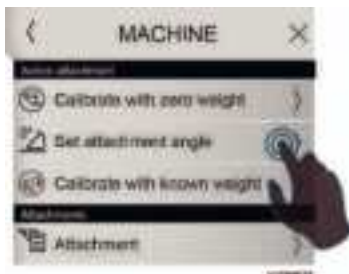 MACHINE
Active attachment
Calibrate with zero weight
Set attachment angle
Calibrate with known weight
Attachments
Attachment